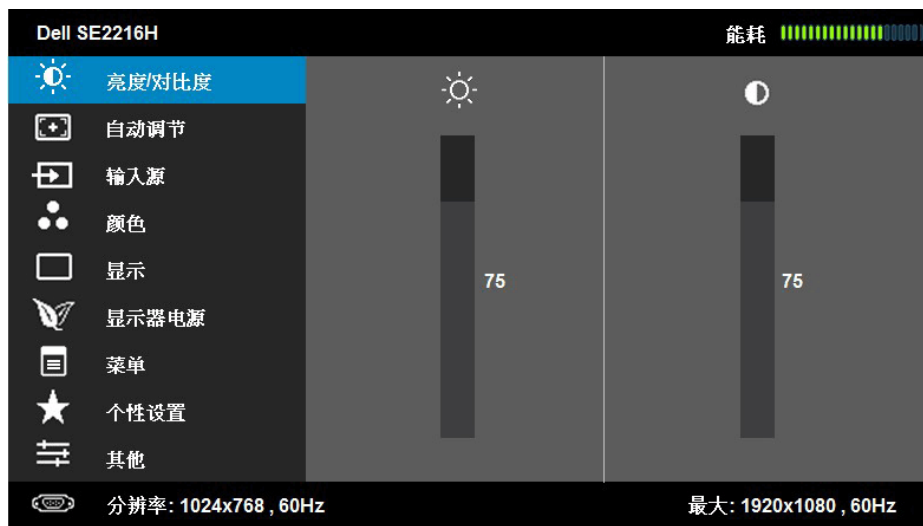 Dell SE2216H 能耗
亮度/对比度
自动调节
输入源
颜色
显示
75 75
显示器电源
菜单
个性设置
其他
分辨率: 1024x768 , 60Hz 最大: 1920x1080 , 60Hz